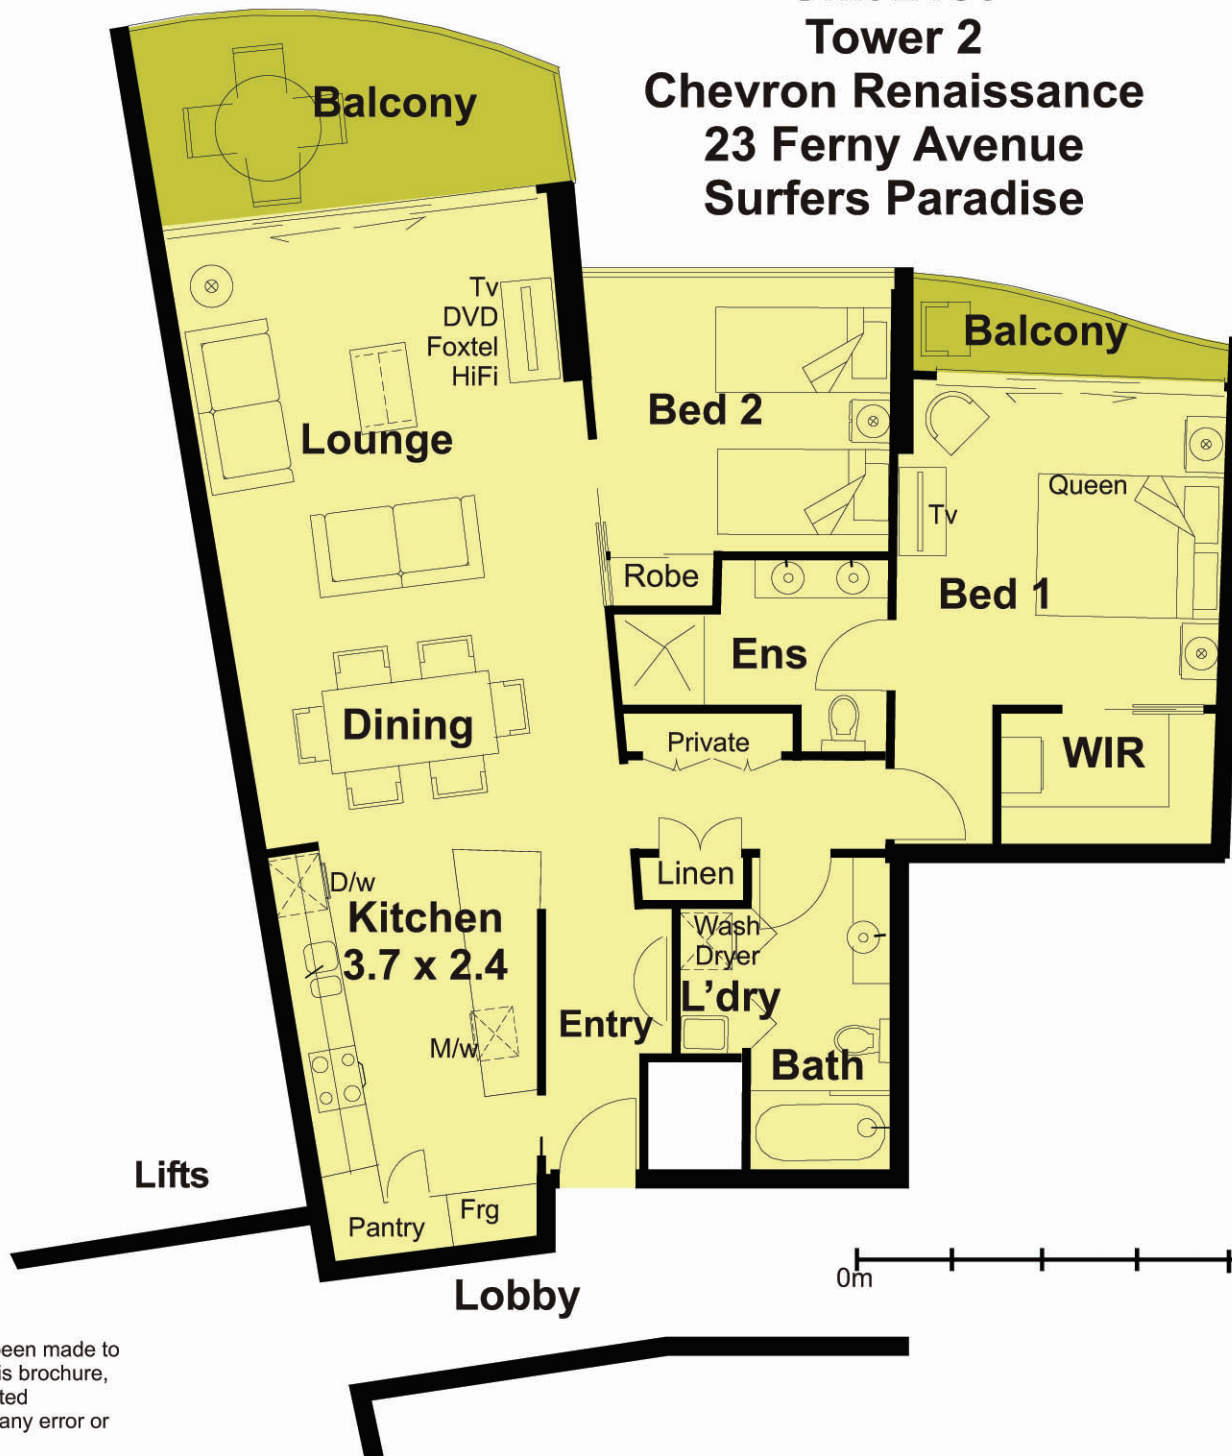 Tower 2
Chevron Renaissance
23 Ferny Avenue
Surfers Paradise
Balcony
Tv
DVD
Foxtel
HiFi
Lounge
Bed 2
Balcony
Queen
Tv
Bed 1
Robe
Ens
Dining
Private
WIR
D/w
Kitchen
3.7 x 2.4
Linen
Wash
Dryer
L'dry
Entry
M/w
Bath
Lifts
Pantry
Frg
Lobby
0m
been made to
is brochure,
ted
any error or